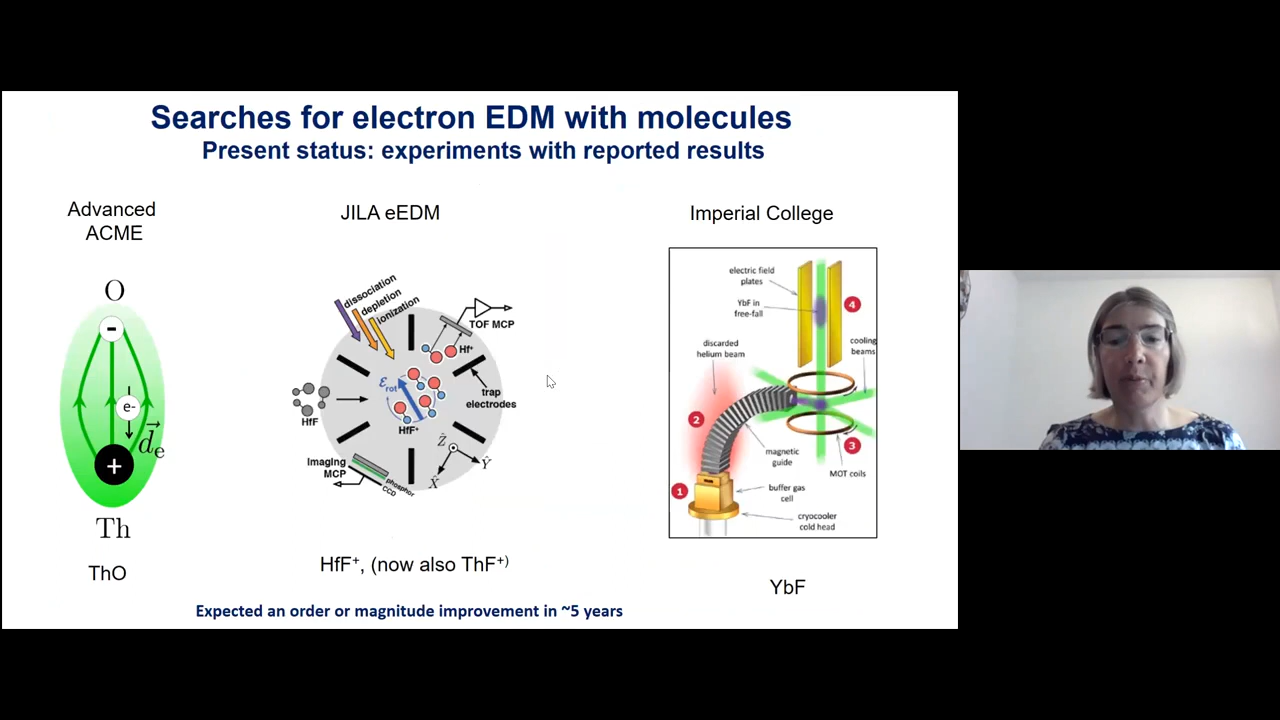 Searches for electron EDM with molecules
Present status: experiments with reported results
Advanced
ACME
O
-
e-
d⃗e
+
Th
ThO
JILA eEDM
dissociation
depletion
ionization
TOF MCP
Hf⁺
Ɛrot
trap
electrodes
HfF
HfF⁺
Ẑ
Ŷ
X̂
Imaging
MCP
phosphor
CCD
HfF⁺, (now also ThF⁺⁾
Imperial College
electric field
plates
4
YbF in
free-fall
discarded
helium beam
cooling
beams
2
3
magnetic
guide
MOT coils
1
buffer gas
cell
cryocooler
cold head
YbF
Expected an order or magnitude improvement in ~5 years